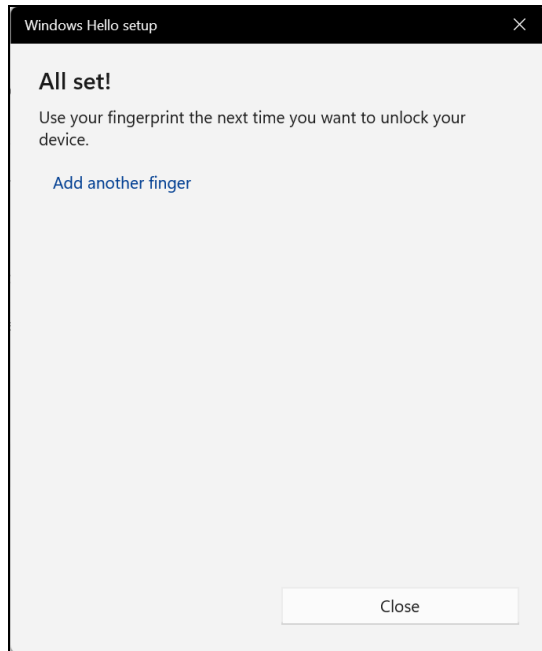 Windows Hello setup
All set!
Use your fingerprint the next time you want to unlock your
device.
Add another finger
Close